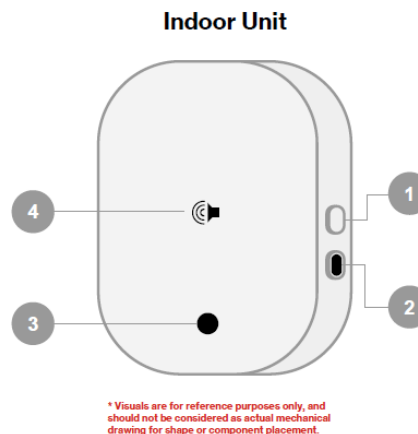 Indoor Unit
1
4
2
3
* Visuals are for reference purposes only, and
should not be considered as actual mechanical
drawing for shape or component placement.